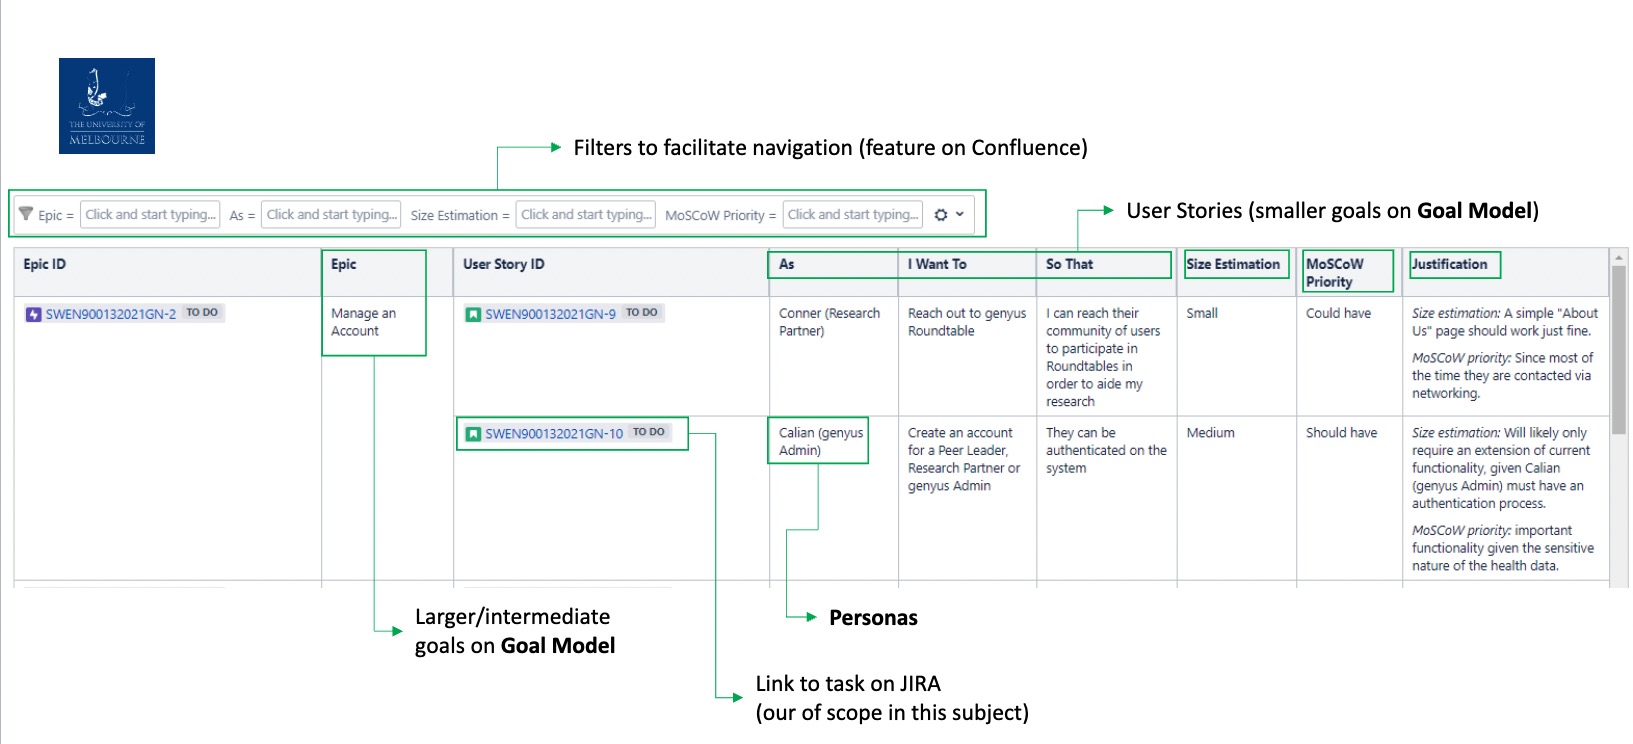 THE UNIVERSITY OF
MELBOURNE
Filters to facilitate navigation (feature on Confluence)
Epic = Click and start typing... As = Click and start typing... Size Estimation = Click and start typing... MoSCoW Priority = Click and start typing...
User Stories (smaller goals on Goal Model)
Epic ID
Epic
User Story ID
As
I Want To
So That
Size Estimation
MoSCoW
Priority
Justification
SWEN900132021GN-2 TO DO
Manage an
Account
SWEN900132021GN-9 TO DO
Conner (Research
Partner)
Reach out to genyus
Roundtable
I can reach their
community of users
to participate in
Roundtables in
order to aide my
research
Small
Could have
Size estimation: A simple "About
Us" page should work just fine.
MoSCoW priority: Since most of
the time they are contacted via
networking.
SWEN900132021GN-10 TO DO
Calian (genyus
Admin)
Create an account
for a Peer Leader,
Research Partner or
genyus Admin
They can be
authenticated on the
system
Medium
Should have
Size estimation: Will likely only
require an extension of current
functionality, given Calian
(genyus Admin) must have an
authentication process.
MoSCoW priority: important
functionality given the sensitive
nature of the health data.
Larger/intermediate
goals on Goal Model
Personas
Link to task on JIRA
(our of scope in this subject)